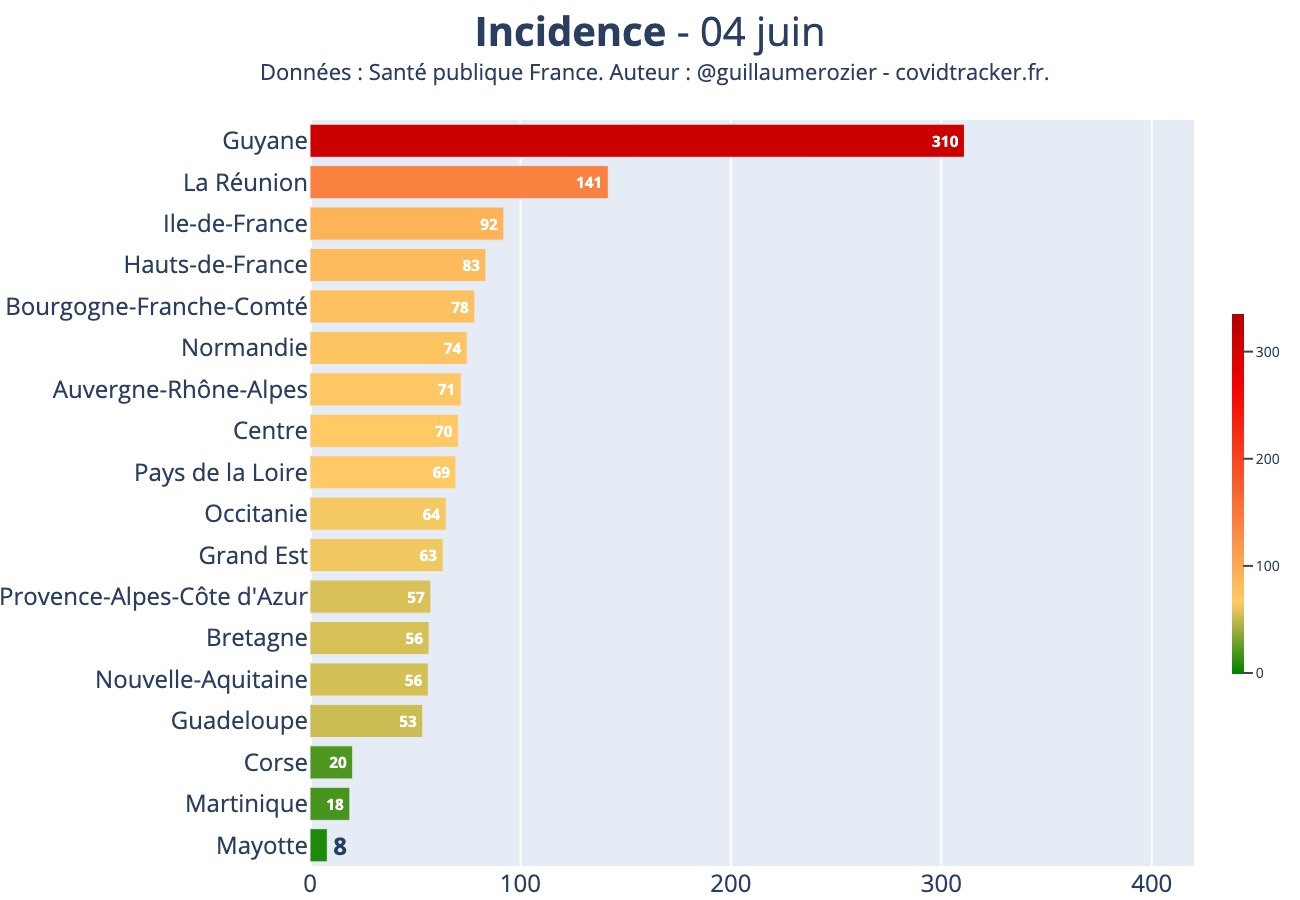 Incidence - 04 juin
Données : Santé publique France. Auteur : @guillaumerozier - covidtracker.fr.
Guyane 310
La Réunion 141
Ile-de-France 92
Hauts-de-France 83
Bourgogne-Franche-Comté 78
Normandie 74
Auvergne-Rhône-Alpes 71
Centre 70
Pays de la Loire 69
Occitanie 64
Grand Est 63
Provence-Alpes-Côte d'Azur 57
Bretagne 56
Nouvelle-Aquitaine 56
Guadeloupe 53
Corse 20
Martinique 18
Mayotte 8
0 100 200 300 400
300
200
100
0